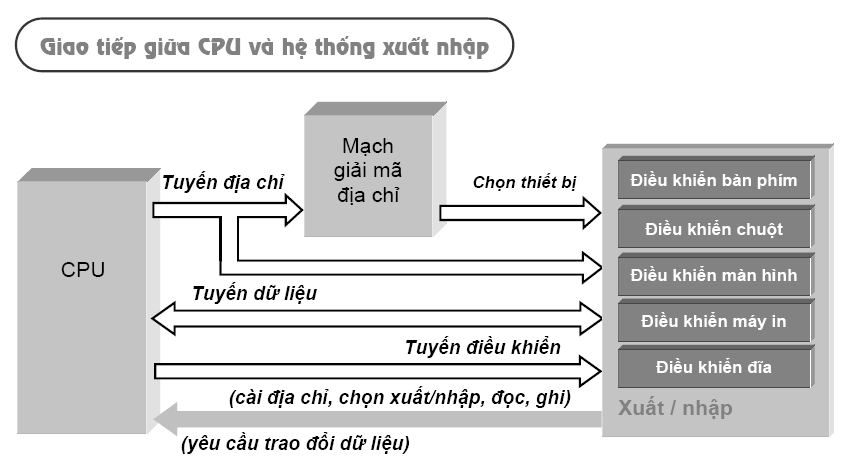 Giao tiếp giữa CPU và hệ thống xuất nhập
Mạch
giải mã
địa chỉ
Tuyến địa chỉ
Chọn thiết bị
CPU
Tuyến dữ liệu
Tuyến điều khiển
(cài địa chỉ, chọn xuất/nhập, đọc, ghi)
(yêu cầu trao đổi dữ liệu)
Điều khiển bàn phím
Điều khiển chuột
Điều khiển màn hình
Điều khiển máy in
Điều khiển đĩa
Xuất / nhập